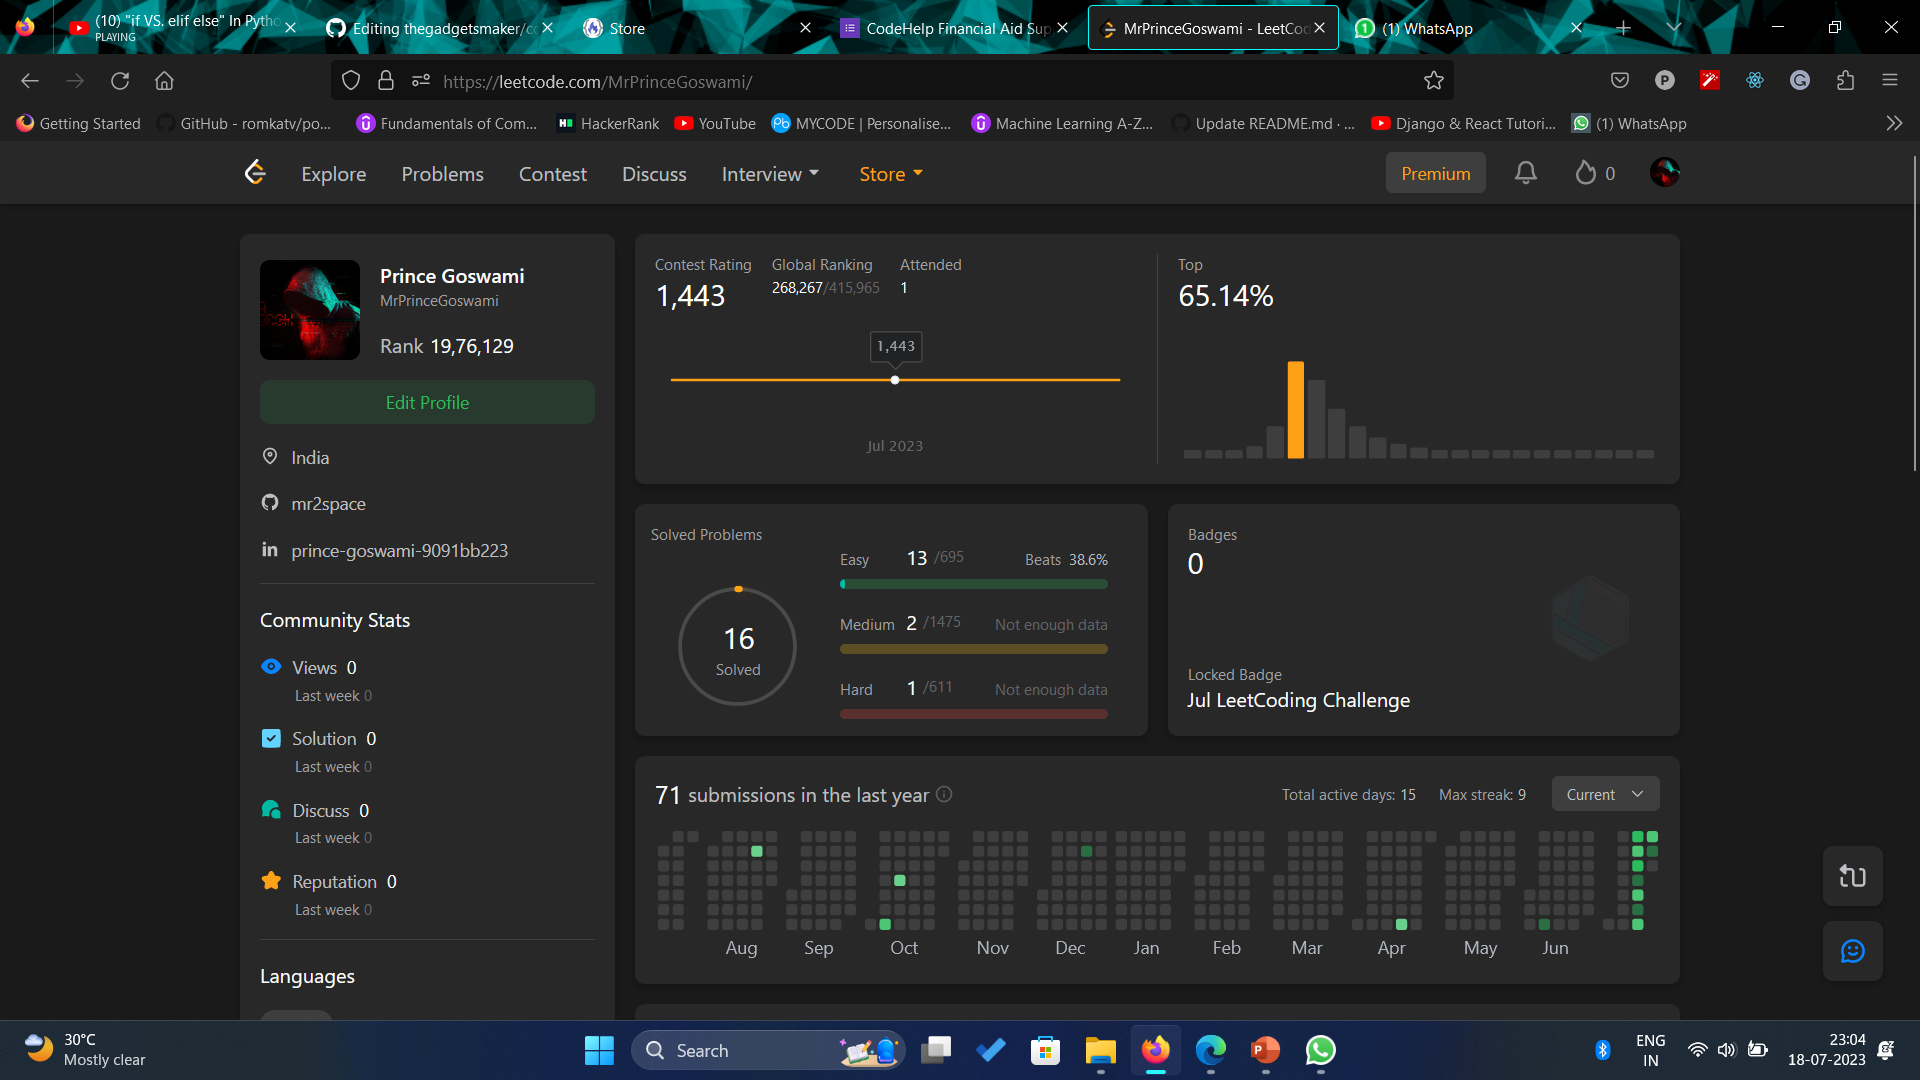 (10) "if VS. elif else" In Pytho
PLAYING
Editing thegadgetsmaker/co
Store
CodeHelp Financial Aid Sup
MrPrinceGoswami - LeetCod
(1) WhatsApp
https://leetcode.com/MrPrinceGoswami/
P
Getting Started
GitHub - romkatv/po...
Fundamentals of Com...
HackerRank
YouTube
MYCODE | Personalise...
Machine Learning A-Z...
Update README.md · ...
Django & React Tutori...
(1) WhatsApp
Explore
Problems
Contest
Discuss
Interview
Store
Premium
0
Prince Goswami
MrPrinceGoswami
Rank 19,76,129
Edit Profile
India
mr2space
prince-goswami-9091bb223
Community Stats
Views 0
Last week 0
Solution 0
Last week 0
Discuss 0
Last week 0
Reputation 0
Last week 0
Languages
Contest Rating
1,443
Global Ranking
268,267/415,965
Attended
1
1,443
Jul 2023
Top
65.14%
Solved Problems
16
Solved
Easy 13 /695 Beats 38.6%
Medium 2 /1475 Not enough data
Hard 1 /611 Not enough data
Badges
0
Locked Badge
Jul LeetCoding Challenge
71 submissions in the last year
Total active days: 15 Max streak: 9
Current
Aug Sep Oct Nov Dec Jan Feb Mar Apr May Jun
30°C
Mostly clear
Search
ENG
IN
23:04
18-07-2023